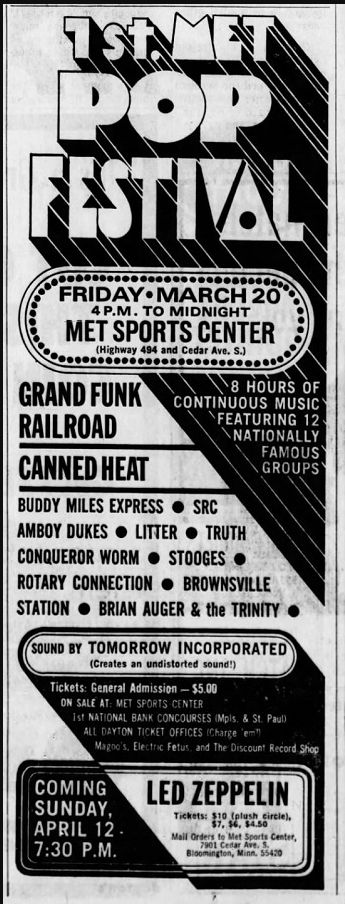 1st. MET
POP
FESTIVAL
FRIDAY • MARCH 20
4 P.M. TO MIDNIGHT
MET SPORTS CENTER
(Highway 494 and Cedar Ave. S.)
GRAND FUNK
RAILROAD
CANNED HEAT
8 HOURS OF
CONTINUOUS MUSIC
FEATURING 12
NATIONALLY
FAMOUS
GROUPS
BUDDY MILES EXPRESS ● SRC
AMBOY DUKES ● LITTER ● TRUTH
CONQUEROR WORM ● STOOGES ●
ROTARY CONNECTION ● BROWNSVILLE
STATION ● BRIAN AUGER & the TRINITY ●
SOUND BY TOMORROW INCORPORATED
(Creates an undistorted sound!)
Tickets: General Admission — $5.00
ON SALE AT: MET SPORTS CENTER
1st NATIONAL BANK CONCOURSES (Mpls. & St. Paul)
ALL DAYTON TICKET OFFICES (Charge 'em!)
Magoo's, Electric Fetus, and The Discount Record Shop
COMING
SUNDAY,
APRIL 12 -
7:30 P.M.
LED ZEPPELIN
Tickets: $10 (plush circle),
$7, $6, $4.50
Mail Orders to Met Sports Center,
7901 Cedar Ave. S.
Bloomington, Minn. 55420